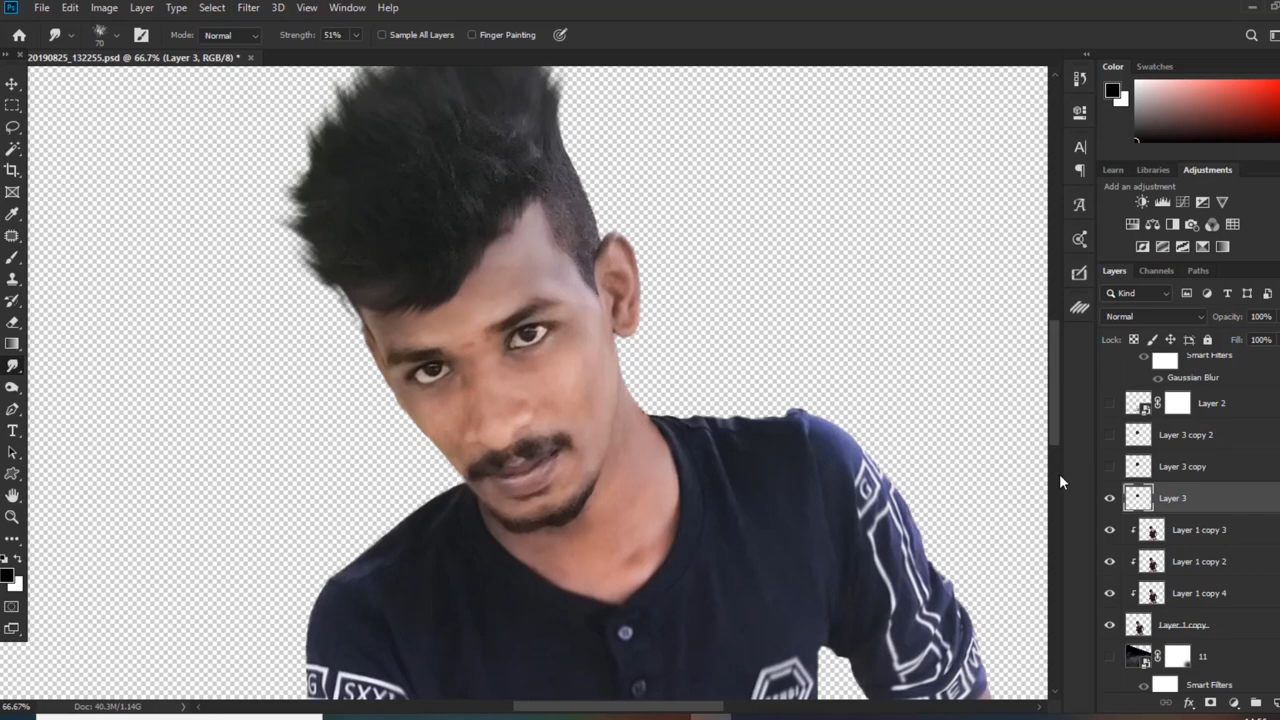 Ps File Edit Image Layer Type Select Filter 3D View Window Help
70 Mode: Normal Strength: 51% Sample All Layers Finger Painting
20190825_132255.psd @ 66.7% (Layer 3, RGB/8) *
Color Swatches
Learn Libraries Adjustments
Add an adjustment
Layers Channels Paths
Kind
Normal Opacity: 100%
Lock: Fill: 100%
Smart Filters
Gaussian Blur
Layer 2
Layer 3 copy 2
Layer 3 copy
Layer 3
Layer 1 copy 3
Layer 1 copy 2
Layer 1 copy 4
Layer 1 copy
11
Smart Filters
66.67% Doc: 40.3M/1.14G